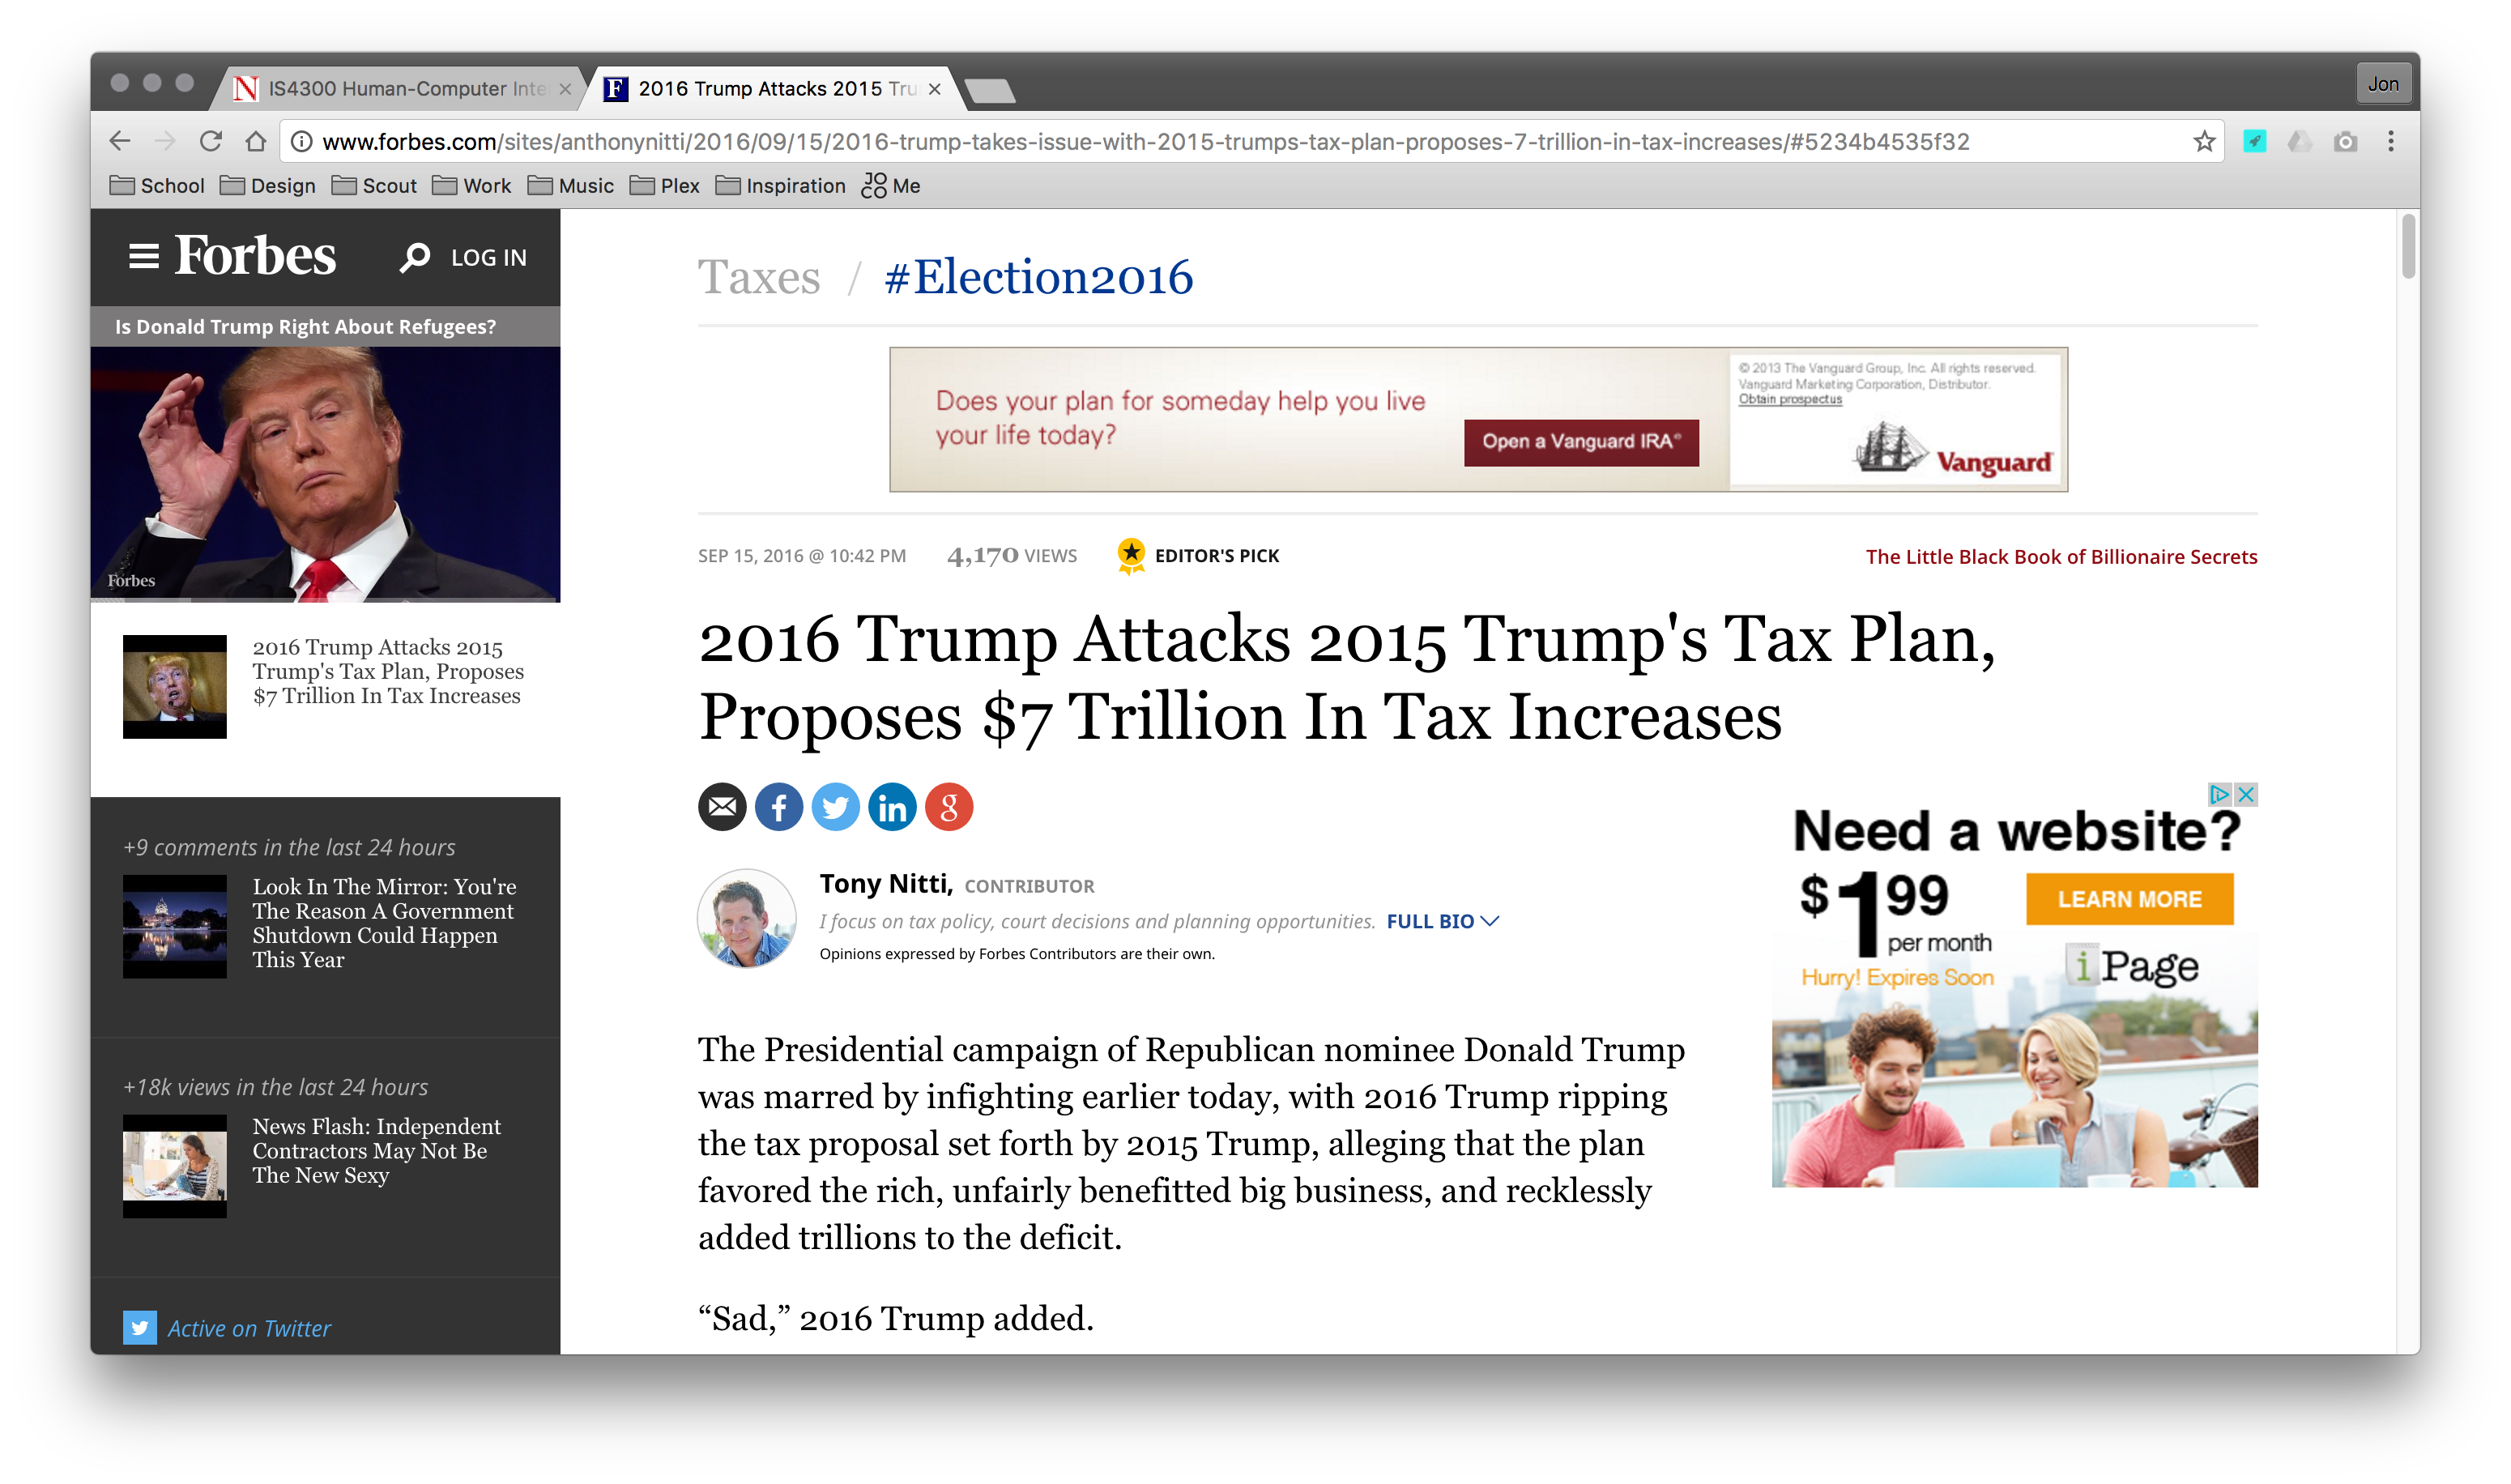 IS4300 Human-Computer Inte
2016 Trump Attacks 2015 Tru
Jon
www.forbes.com/sites/anthonynitti/2016/09/15/2016-trump-takes-issue-with-2015-trumps-tax-plan-proposes-7-trillion-in-tax-increases/#5234b4535f32
School Design Scout Work Music Plex Inspiration JOCO Me
Forbes LOG IN
Is Donald Trump Right About Refugees?
Forbes
2016 Trump Attacks 2015
Trump's Tax Plan, Proposes
$7 Trillion In Tax Increases
+9 comments in the last 24 hours
Look In The Mirror: You're
The Reason A Government
Shutdown Could Happen
This Year
+18k views in the last 24 hours
News Flash: Independent
Contractors May Not Be
The New Sexy
Active on Twitter
Taxes / #Election2016
Does your plan for someday help you live
your life today?
Open a Vanguard IRA®
© 2013 The Vanguard Group, Inc. All rights reserved.
Vanguard Marketing Corporation, Distributor.
Obtain prospectus
Vanguard
SEP 15, 2016 @ 10:42 PM 4,170 VIEWS EDITOR'S PICK
The Little Black Book of Billionaire Secrets
2016 Trump Attacks 2015 Trump's Tax Plan,
Proposes $7 Trillion In Tax Increases
Tony Nitti, CONTRIBUTOR
I focus on tax policy, court decisions and planning opportunities. FULL BIO
Opinions expressed by Forbes Contributors are their own.
The Presidential campaign of Republican nominee Donald Trump
was marred by infighting earlier today, with 2016 Trump ripping
the tax proposal set forth by 2015 Trump, alleging that the plan
favored the rich, unfairly benefitted big business, and recklessly
added trillions to the deficit.
“Sad,” 2016 Trump added.
Need a website?
$1.99
per month
LEARN MORE
Hurry! Expires Soon
iPage